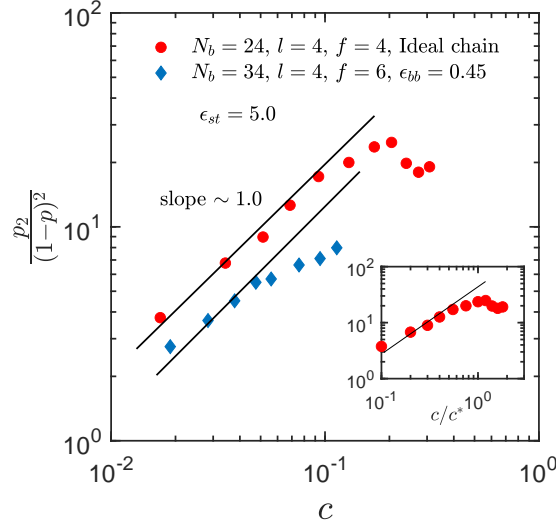 10^2
N_b = 24, l = 4, f = 4, Ideal chain
N_b = 34, l = 4, f = 6, ϵ_bb = 0.45
ϵ_st = 5.0
slope ∼ 1.0
p_2/(1−p)^2
10^1
10^0
10^-2
10^-1
10^0
c
10^2
10^1
10^0
10^-1
10^0
c/c*